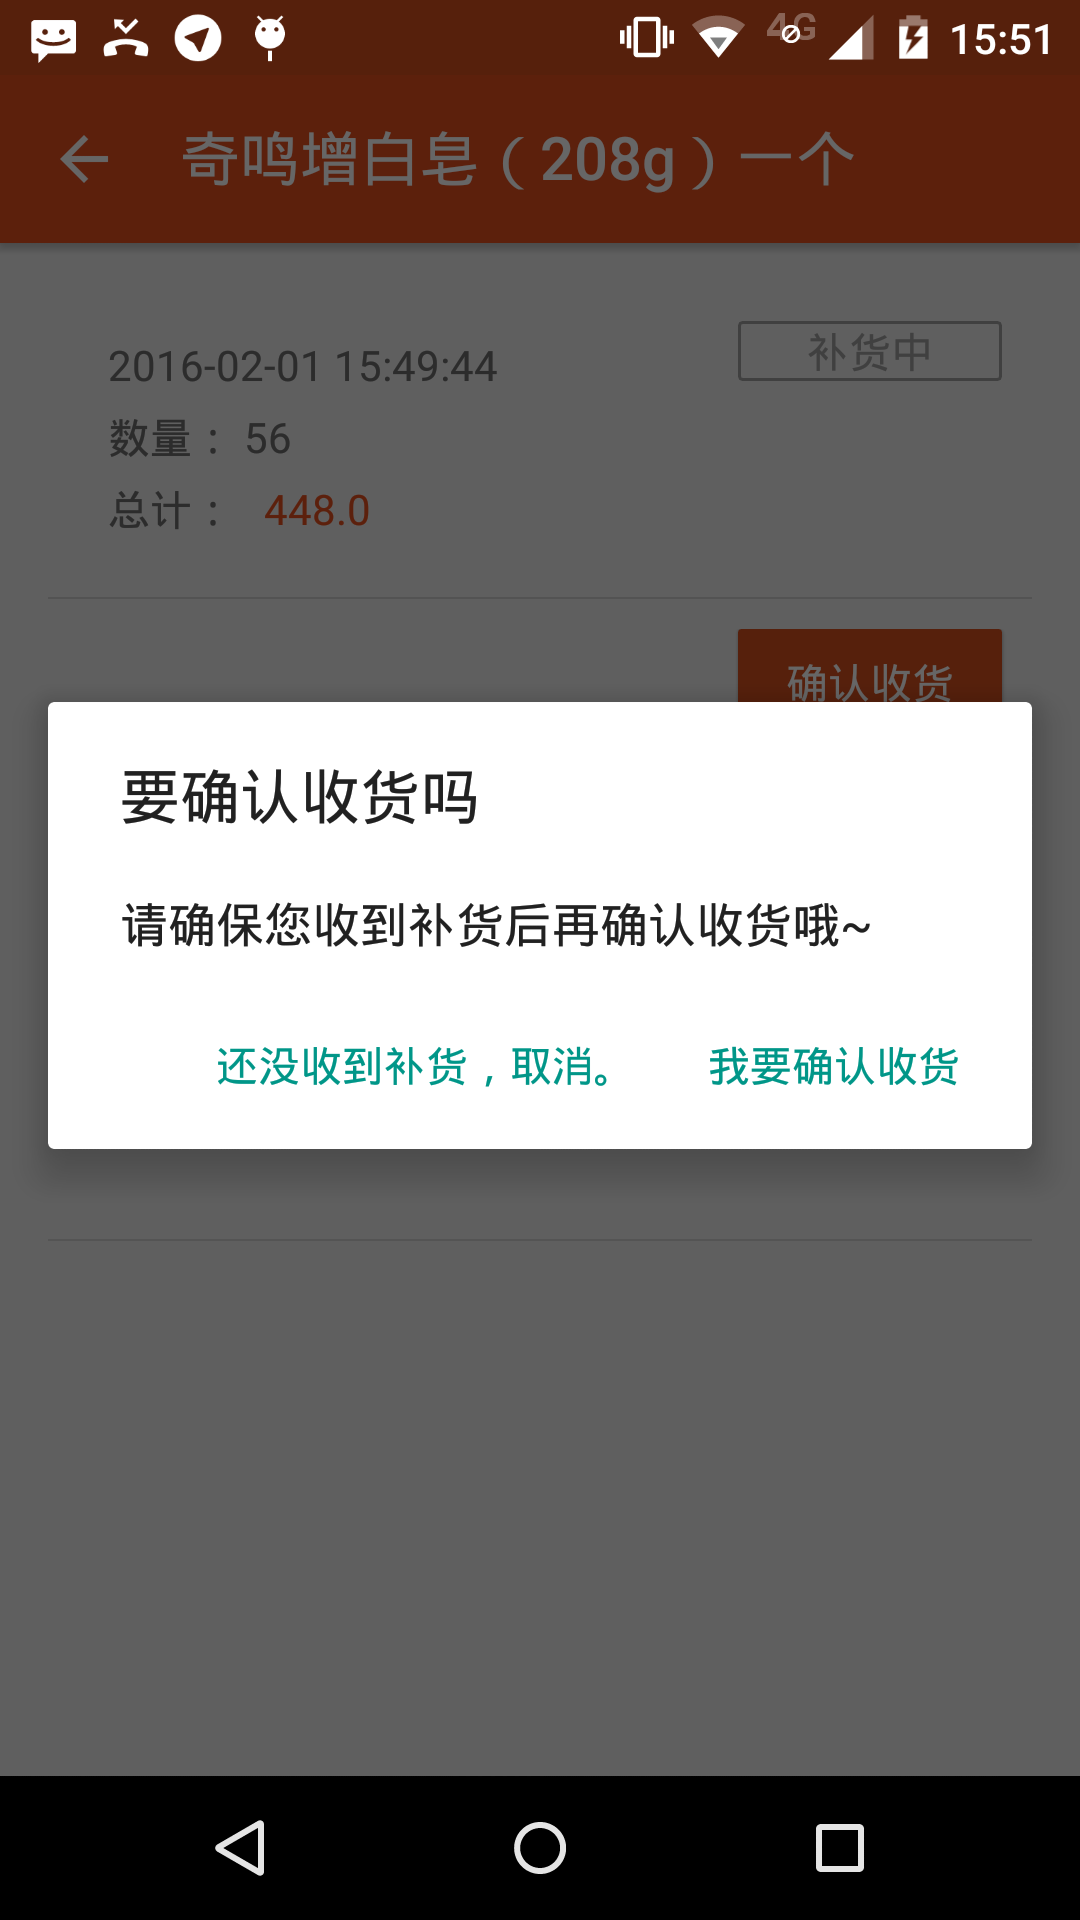 4G 15:51
奇鸣增白皂（208g）一个
2016-02-01 15:49:44
补货中
数量： 56
总计： 448.0
确认收货
要确认收货吗
请确保您收到补货后再确认收货哦~
还没收到补货，取消。 我要确认收货